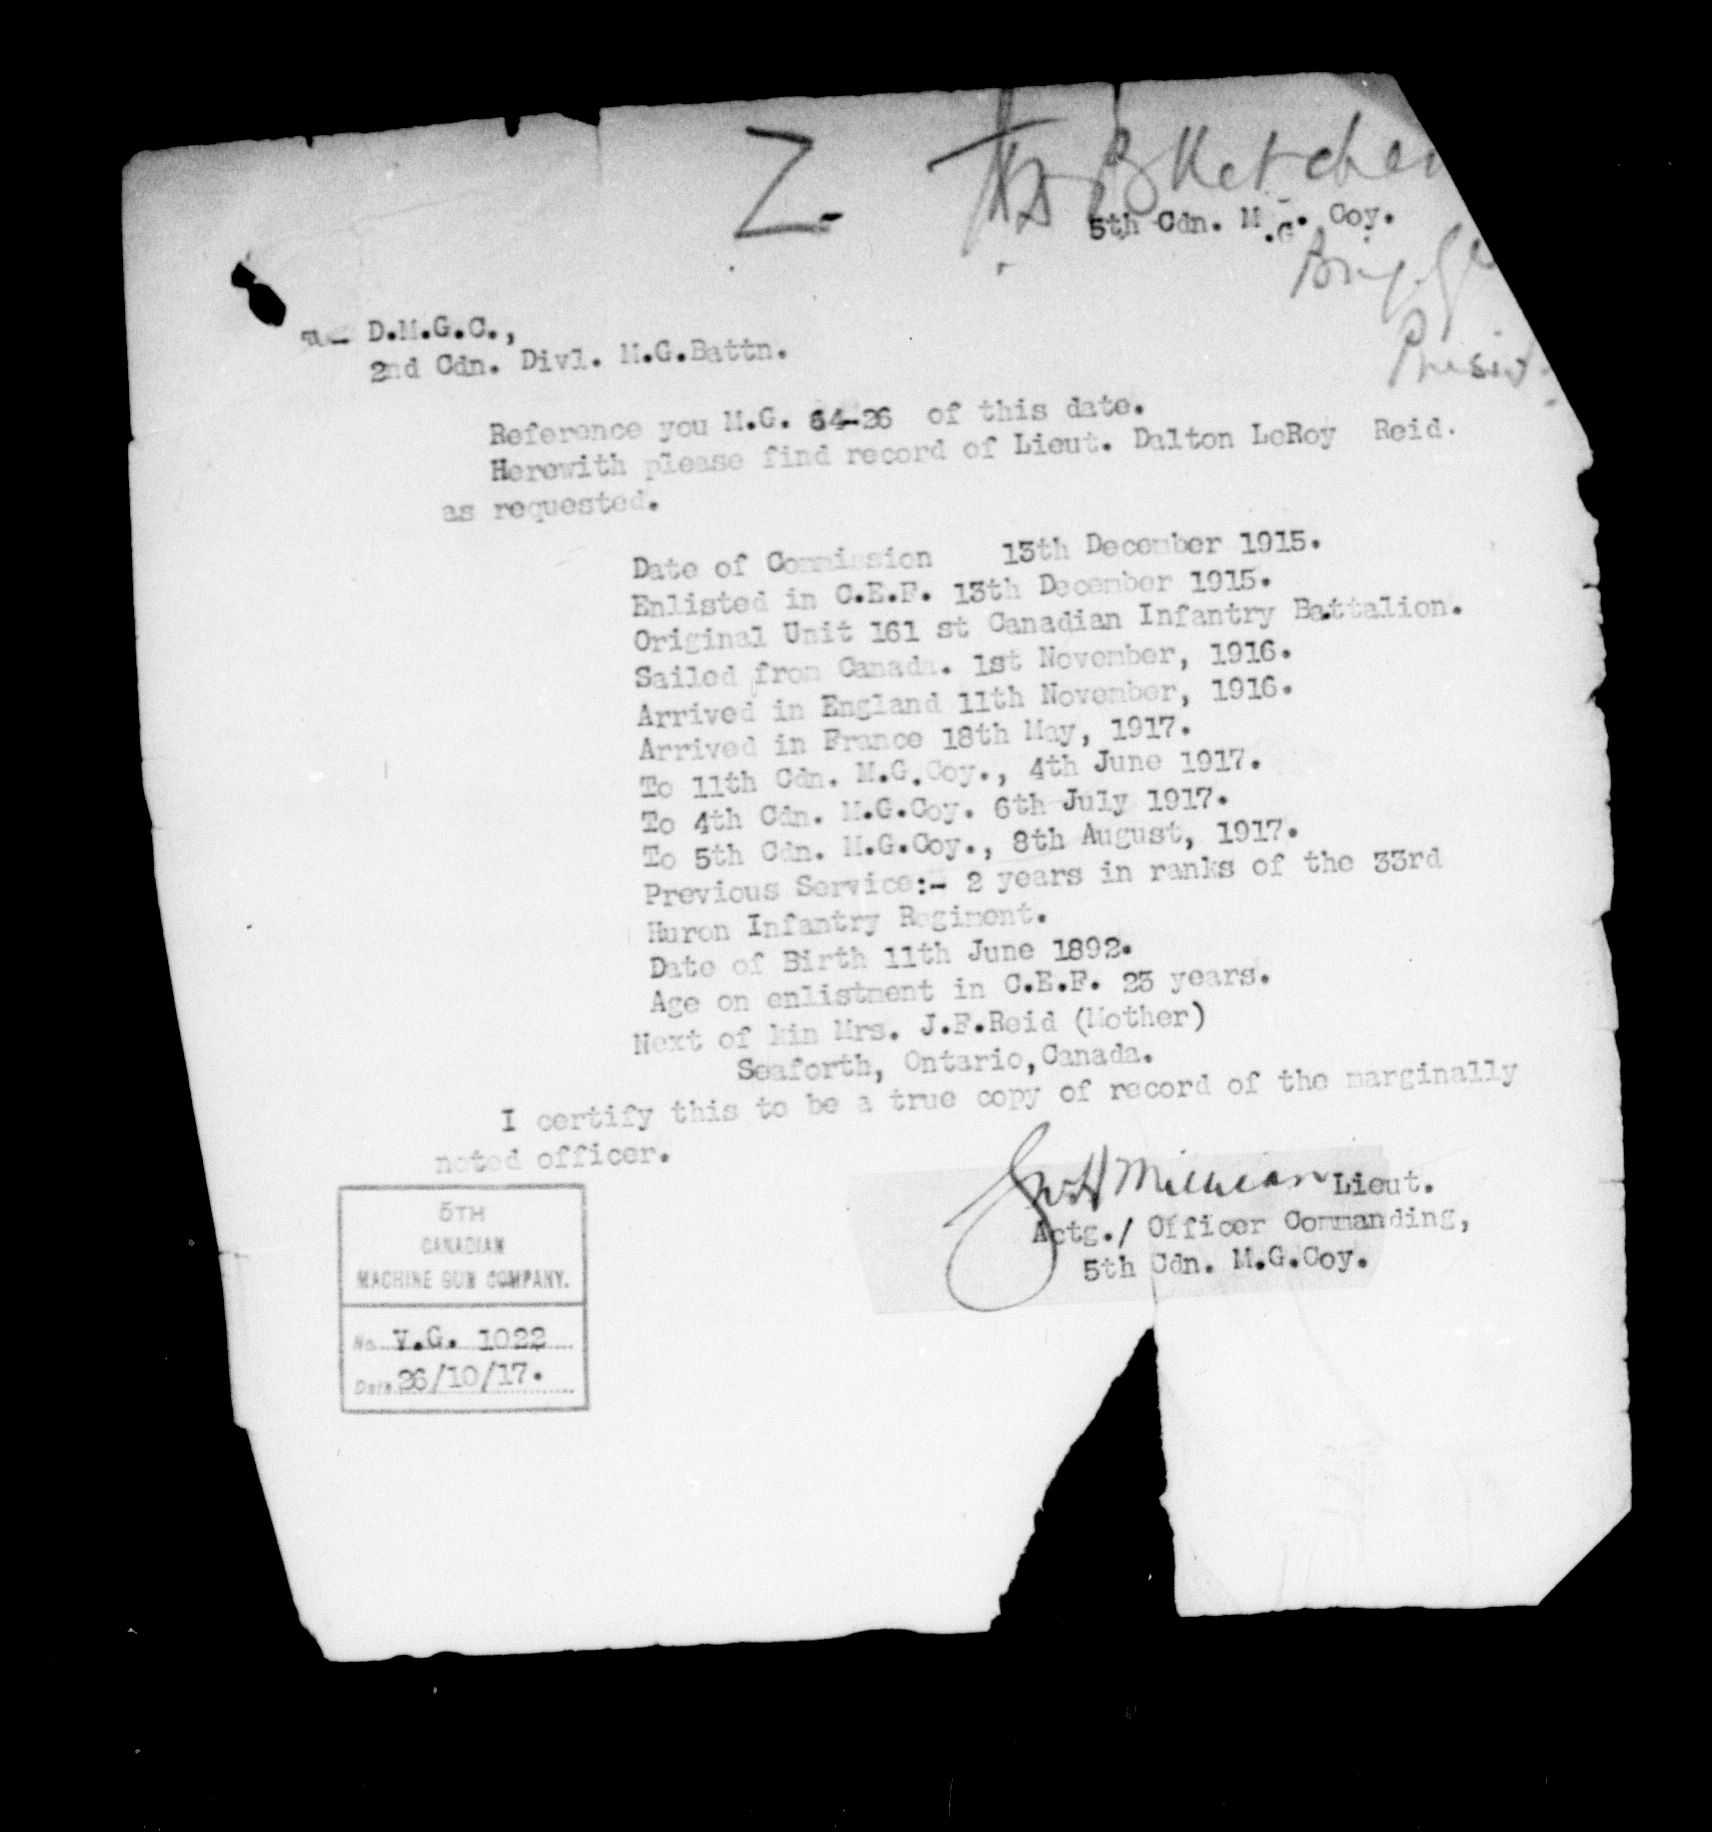 Z HDB Ketchen
5th Cdn. M.G. Coy.
Brig. Gl
Presid.
To- D.M.G.C.,
2nd Cdn. Divl. M.G.Battn.
Reference you M.G. 64-26 of this date.
Herewith please find record of Lieut. Dalton LeRoy Reid.
as requested.
Date of Commission 13th December 1915.
Enlisted in C.E.F. 13th December 1915.
Original Unit 161 st Canadian Infantry Battalion.
Sailed from Canada. 1st November, 1916.
Arrived in England 11th November, 1916.
Arrived in France 18th May, 1917.
To 11th Cdn. M.G.Coy., 4th June 1917.
To 4th Cdn. M.G.Coy. 6th July 1917.
To 5th Cdn. M.G.Coy., 8th August, 1917.
Previous Service:- 2 years in ranks of the 33rd
Huron Infantry Regiment.
Date of Birth 11th June 1892.
Age on enlistment in C.E.F. 23 years.
Next of kin Mrs. J.F.Reid (Mother)
Seaforth, Ontario,Canada.
I certify this to be a true copy of record of the marginally
noted officer.
Lieut.
Actg./ Officer Commanding,
5th Cdn. M.G.Coy.
5TH
CANADIAN
MACHINE GUN COMPANY.
No. V.G. 1022
Date 26/10/17.